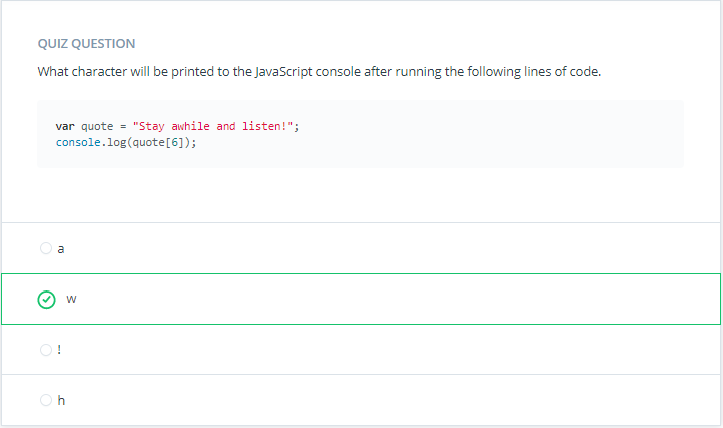 QUIZ QUESTION
What character will be printed to the JavaScript console after running the following lines of code.
var quote = "Stay awhile and listen!";
console.log(quote[6]);
a
w
!
h